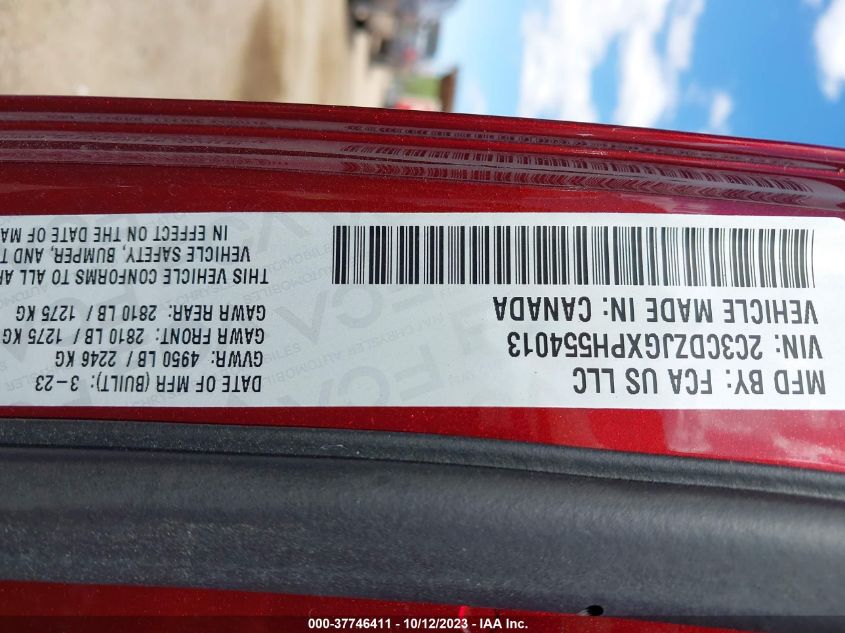 MFD BY: FCA US LLC
VIN: 2C3CDZJGXPH554013
VEHICLE MADE IN: CANADA
DATE OF MFR (BUILT): 3-23
GVWR: 4950 LB / 2246 KG
GAWR FRONT: 2810 LB / 1275 KG
GAWR REAR: 2810 LB / 1275 KG
THIS VEHICLE CONFORMS TO ALL
VEHICLE SAFETY, BUMPER, AND
IN EFFECT ON THE DATE OF
000-37746411 - 10/12/2023 - IAA Inc.